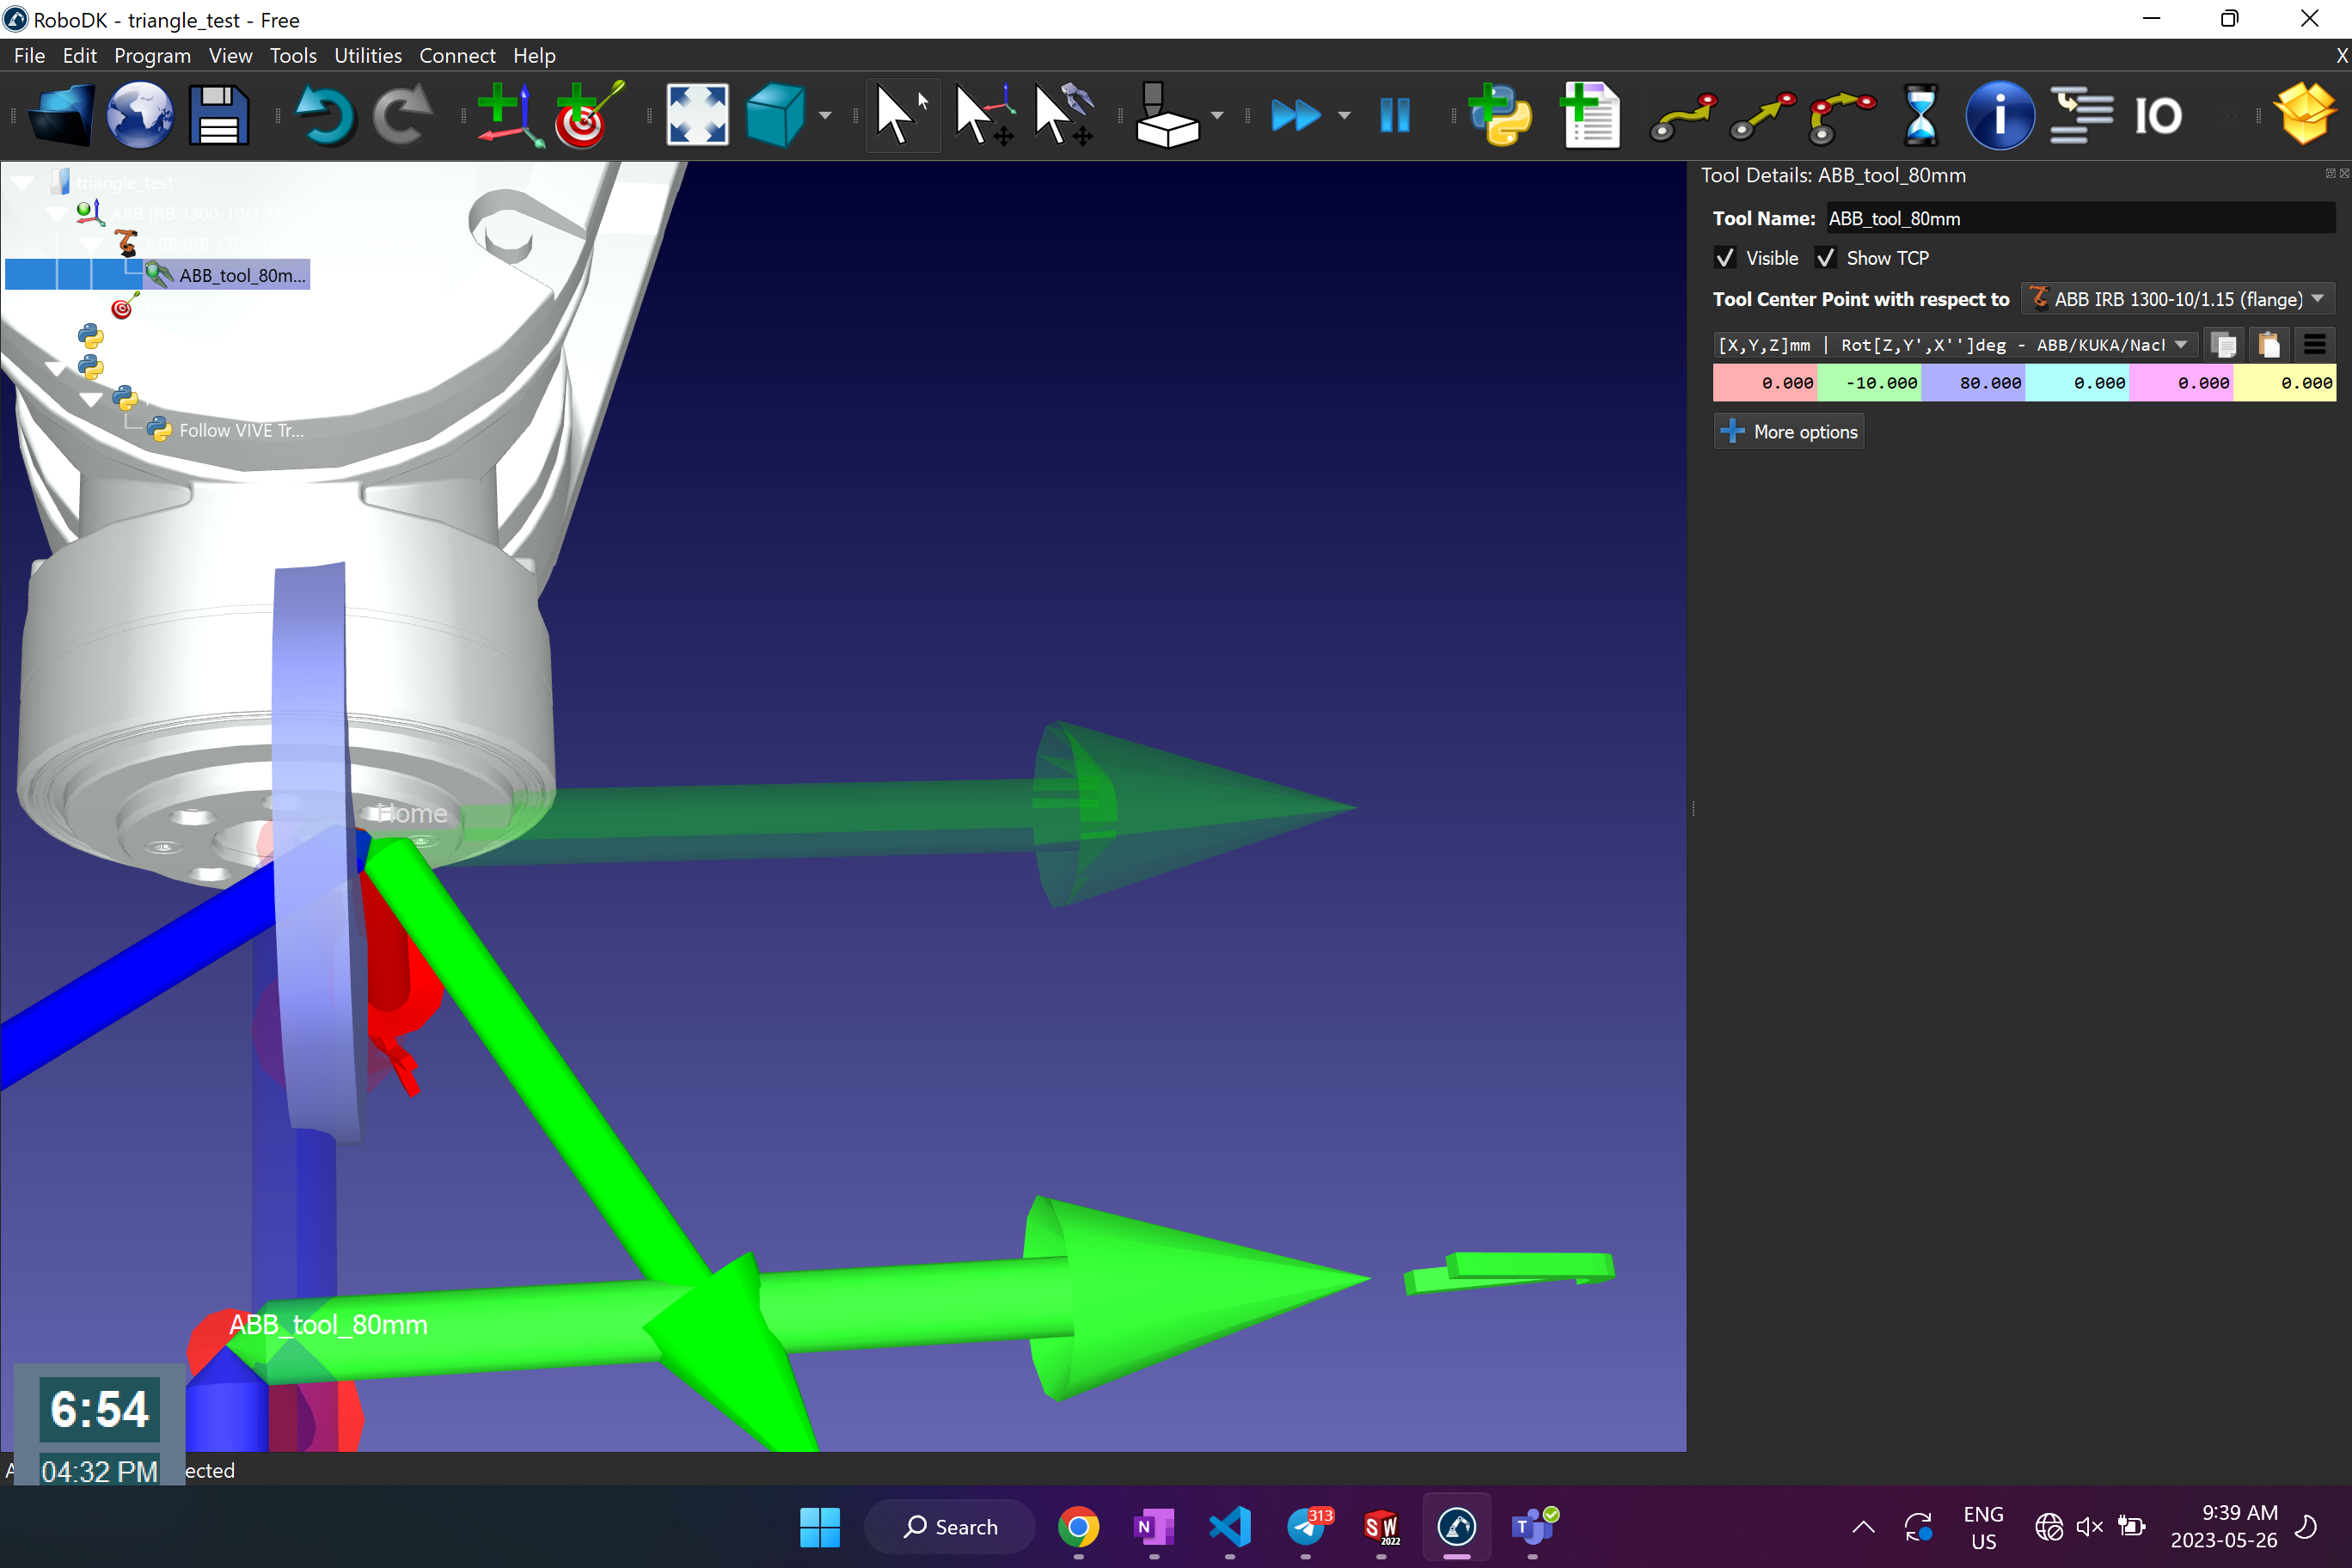 RoboDK - triangle_test - Free
File Edit Program View Tools Utilities Connect Help X
IO
triangle_test
ABB IRB 1300-10/1.15
ABB IRB 1300-10
ABB_tool_80m...
Follow VIVE Tr...
Home
ABB_tool_80mm
Tool Details: ABB_tool_80mm
Tool Name: ABB_tool_80mm
Visible Show TCP
Tool Center Point with respect to ABB IRB 1300-10/1.15 (flange)
[X,Y,Z]mm | Rot[Z,Y',X'']deg - ABB/KUKA/Nach
0.000 -10.000 80.000 0.000 0.000 0.000
More options
6:54
04:32 PM
ected
Search
N
313
SW
2022
T
ENG
US
9:39 AM
2023-05-26